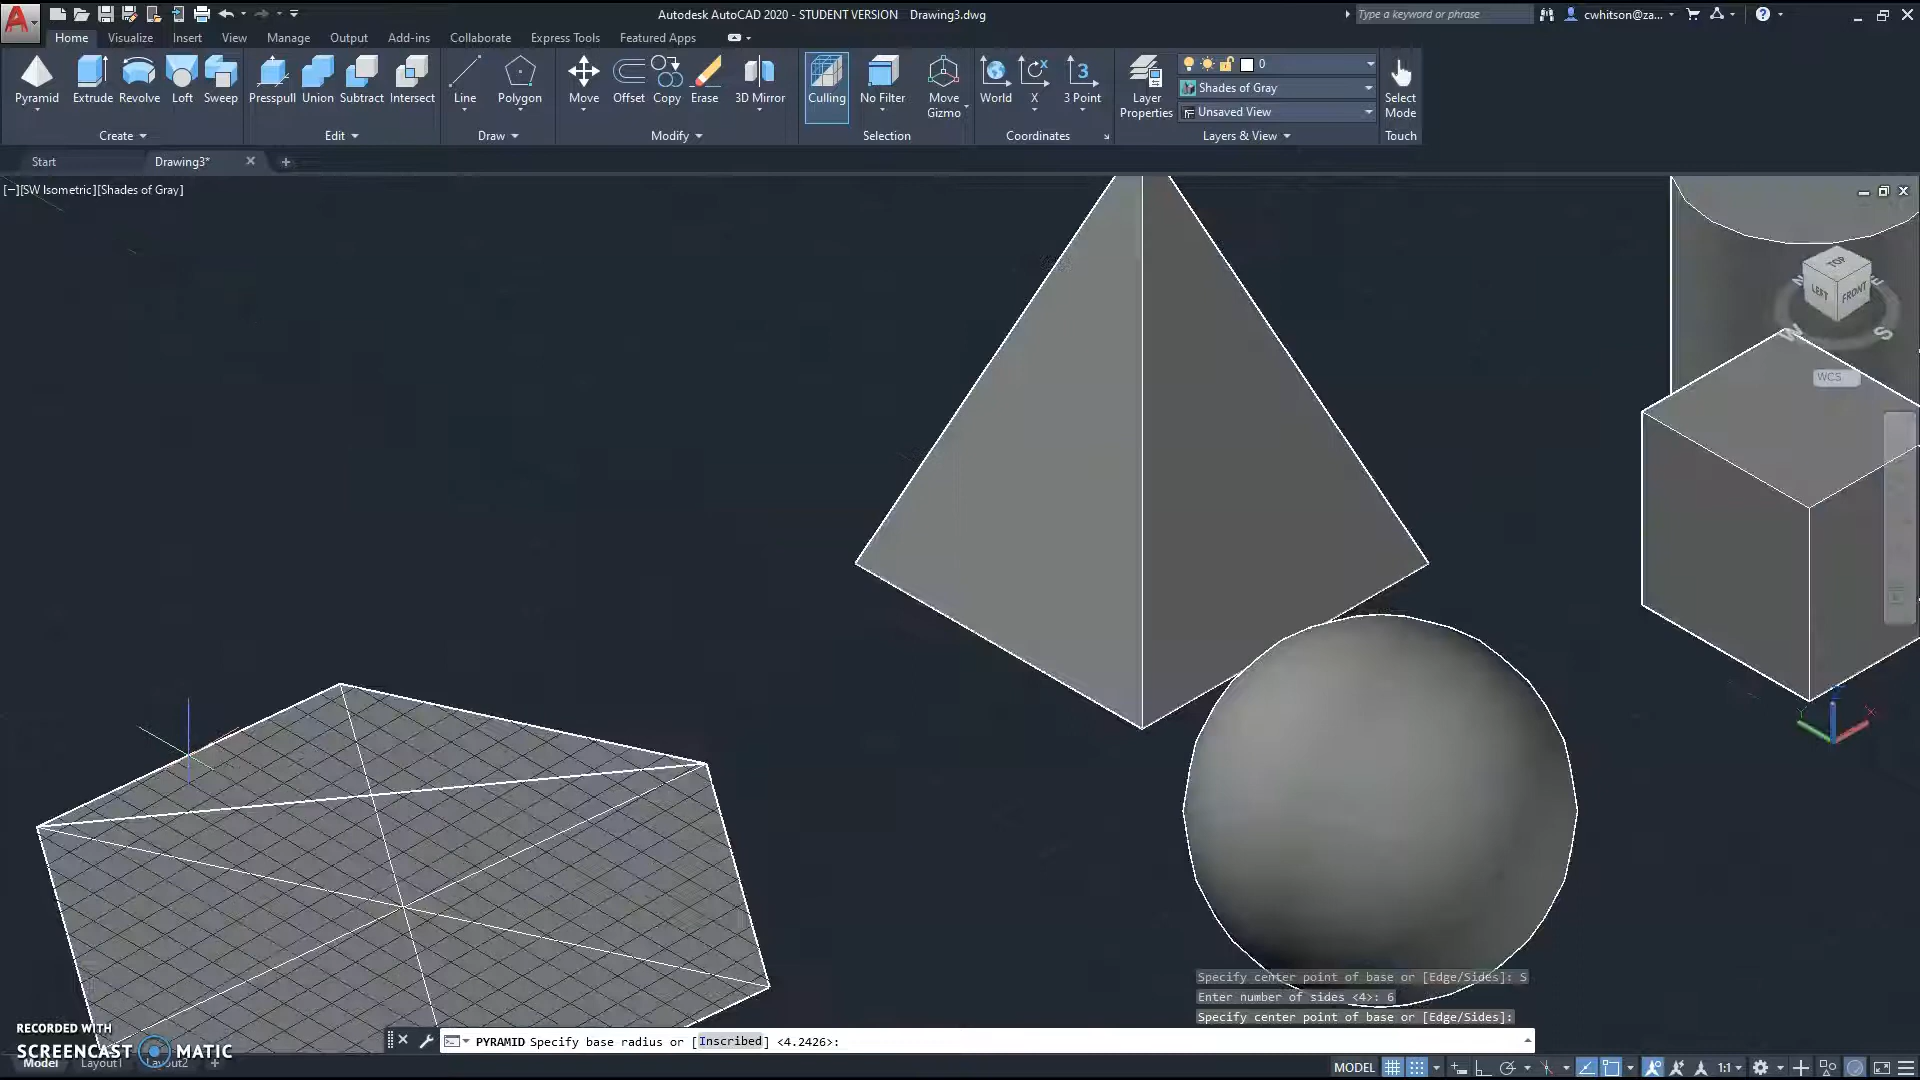 Autodesk AutoCAD 2020 - STUDENT VERSION Drawing3.dwg
Type a keyword or phrase
cwhitson@za...
Home Visualize Insert View Manage Output Add-ins Collaborate Express Tools Featured Apps
Pyramid Extrude Revolve Loft Sweep Presspull Union Subtract Intersect Line Polygon Move Offset Copy Erase 3D Mirror Culling No Filter Move Gizmo World X 3 Point Layer Properties Select Mode
0
Shades of Gray
Unsaved View
Create Edit Draw Modify Selection Coordinates Layers & View Touch
Start Drawing3*
[−][SW Isometric][Shades of Gray]
TOP
LEFT FRONT
W S
WCS
Specify center point of base or [Edge/Sides]: S
Enter number of sides <4>: 6
Specify center point of base or [Edge/Sides]:
PYRAMID Specify base radius or [Inscribed] <4.2426>:
RECORDED WITH
SCREENCAST MATIC
Model Layout1 Layout2
MODEL 1:1